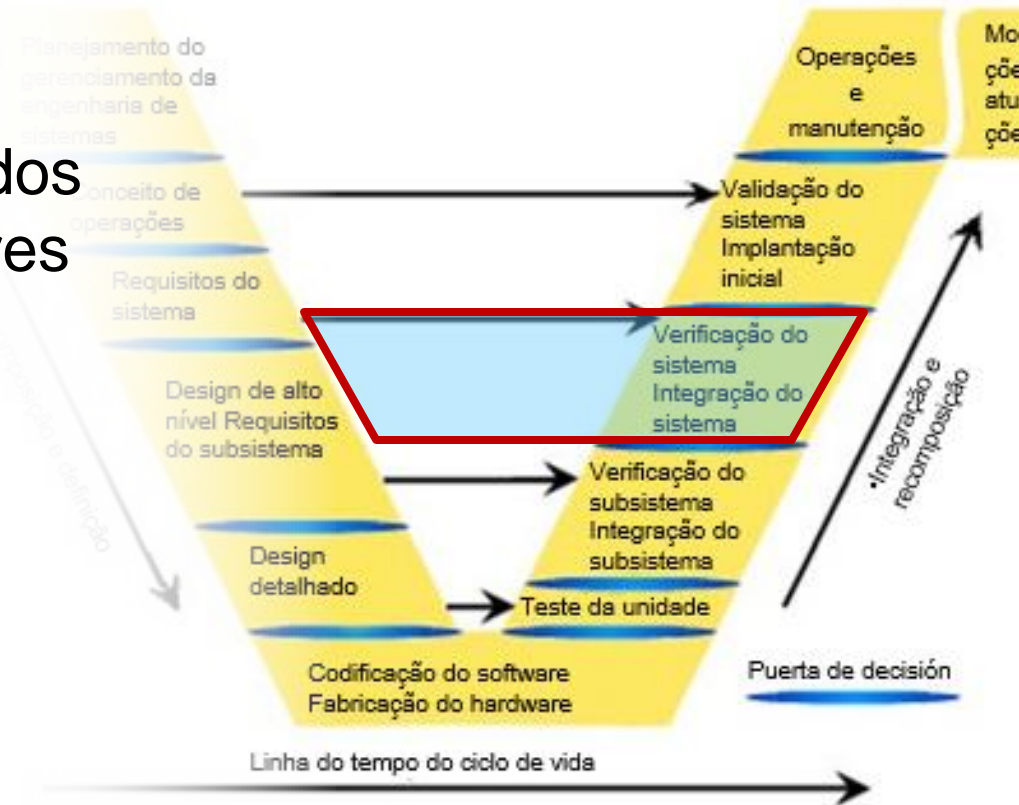 Planejamento do
gerenciamento da
engenharia de
sistemas
dos
Conceito de
operações
Requisitos do
sistema
Design de alto
nível Requisitos
do subsistema
Design
detalhado
Codificação do software
Fabricação do hardware
Teste da unidade
Verificação do
subsistema
Integração do
subsistema
Verificação do
sistema
Integração do
sistema
Validação do
sistema
Implantação
inicial
Operações
e
manutenção
•Integração e
recomposição
e definição
Puerta de decisión
Linha do tempo do ciclo de vida